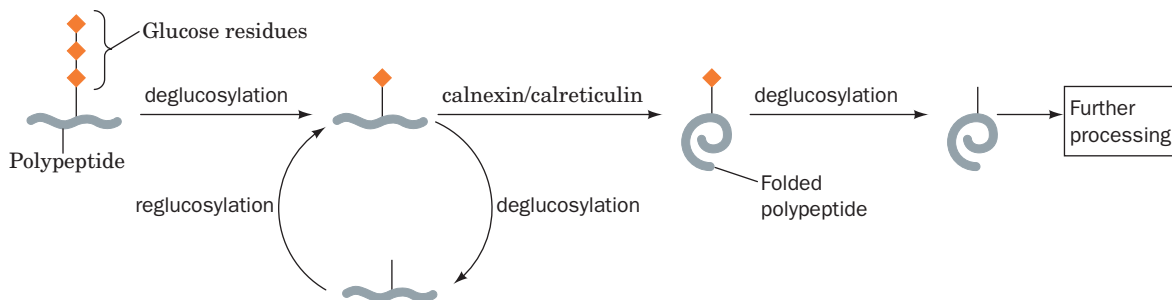 Glucose residues
deglucosylation
calnexin/calreticulin
deglucosylation
Further
processing
Polypeptide
Folded
polypeptide
reglucosylation
deglucosylation